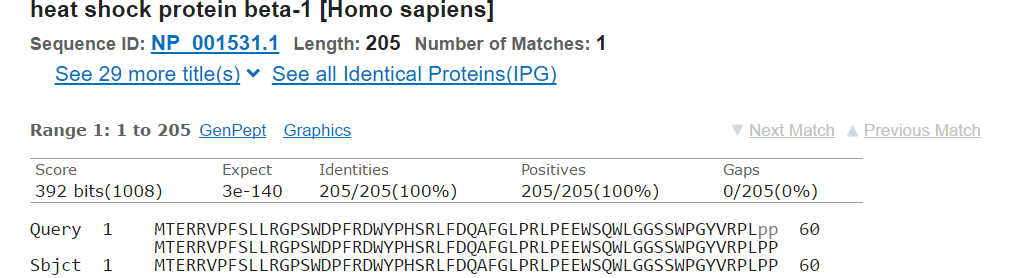 heat shock protein beta-1 [Homo sapiens]
Sequence ID: NP_001531.1 Length: 205 Number of Matches: 1
See 29 more title(s) See all Identical Proteins(IPG)
Range 1: 1 to 205 GenPept Graphics ▼ Next Match ▲ Previous Match
Score Expect Identities Positives Gaps
392 bits(1008) 3e-140 205/205(100%) 205/205(100%) 0/205(0%)
Query 1 MTERRVPFSLLRGPSWDPFRDWYPHSRLFDQAFGLPRLPEEWSQWLGGSSWPGYVRPLpp 60
MTERRVPFSLLRGPSWDPFRDWYPHSRLFDQAFGLPRLPEEWSQWLGGSSWPGYVRPLPP
Sbjct 1 MTERRVPFSLLRGPSWDPFRDWYPHSRLFDQAFGLPRLPEEWSQWLGGSSWPGYVRPLPP 60